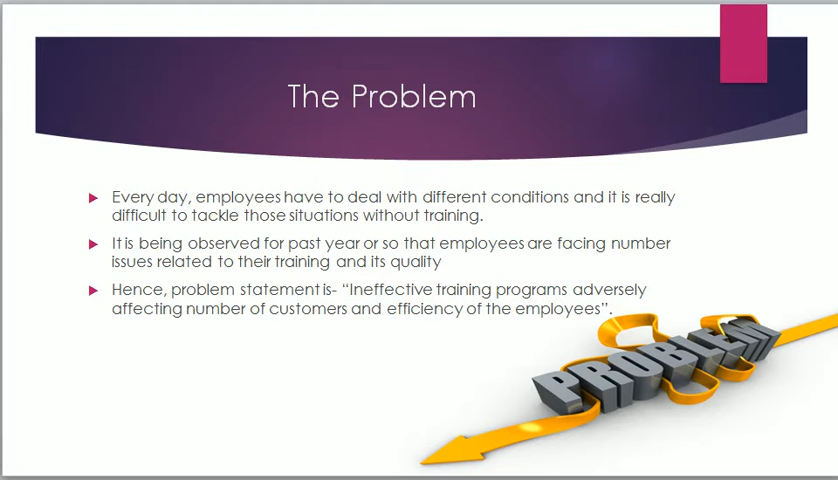 The Problem
Every day, employees have to deal with different conditions and it is really
difficult to tackle those situations without training.
It is being observed for past year or so that employees are facing number
issues related to their training and its quality
Hence, problem statement is- “Ineffective training programs adversely
affecting number of customers and efficiency of the employees”.
PROBLEM